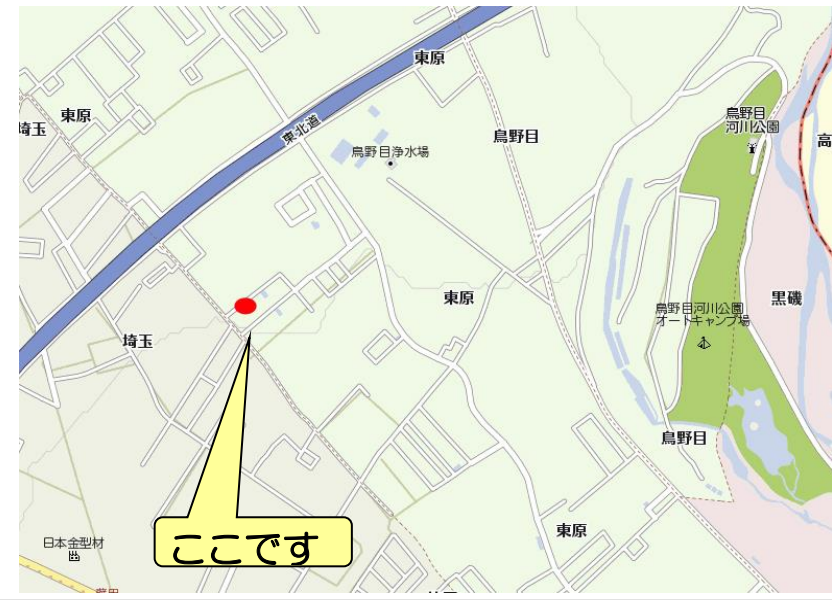 東原
東原
埼玉
東北道
鳥野目浄水場
鳥野目
鳥野目
河川公園
高
東原
黒磯
埼玉
鳥野目河川公園
オートキャンプ場
鳥野目
日本金型材
東原
ここです